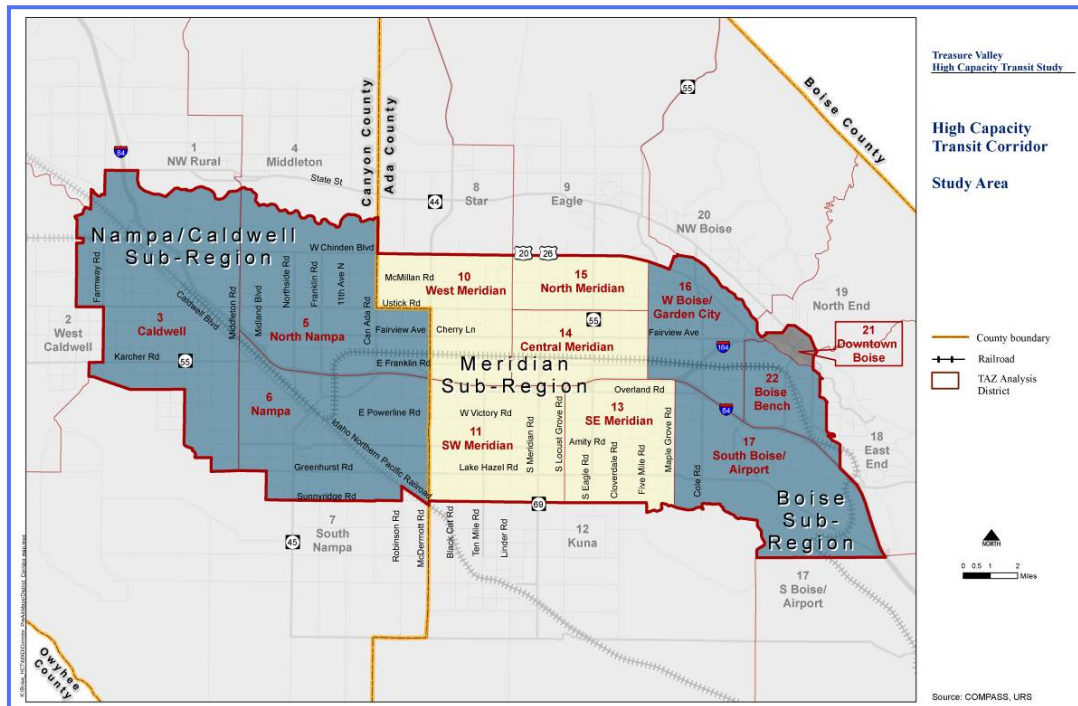 Treasure Valley
High Capacity Transit Study
High Capacity
Transit Corridor
Study Area
Boise County
Canyon County
Ada County
55
84
1
NW Rural
4
Middleton
State St
44
8
Star
9
Eagle
20
NW Boise
Nampa/Caldwell
Sub-Region
W Chinden Blvd
20
26
McMillan Rd
10
West Meridian
15
North Meridian
16
W Boise/
Garden City
19
North End
Farmway Rd
Caldwell Blvd
Middleton Rd
Midland Blvd
Northside Rd
Franklin Rd
11th Ave N
Can Ada Rd
Ustick Rd
2
West
Caldwell
3
Caldwell
5
North Nampa
Fairview Ave
Cherry Ln
55
14
Central Meridian
Fairview Ave
184
21
Downtown
Boise
Karcher Rd
55
E Franklin Rd
Meridian
Sub-Region
Overland Rd
22
Boise
Bench
84
6
Nampa
E Powerline Rd
Idaho Northern Pacific Railroad
W Victory Rd
11
SW Meridian
S Meridian Rd
S Locust Grove Rd
13
SE Meridian
Amity Rd
S Eagle Rd
Cloverdale Rd
Five Mile Rd
Maple Grove Rd
Cole Rd
17
South Boise/
Airport
18
East
End
Greenhurst Rd
Lake Hazel Rd
Sunnyridge Rd
69
Boise
Sub-
Region
7
South
Nampa
45
Robinson Rd
McDermott Rd
Black Cat Rd
Ten Mile Rd
Linder Rd
12
Kuna
17
S Boise/
Airport
Owyhee
County
County boundary
Railroad
TAZ Analysis
District
NORTH
0 0.5 1 2
Miles
Source: COMPASS, URS